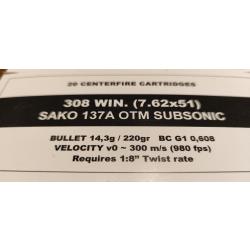 20 CENTERFIRE CARTRIDGES
308 WIN. (7.62x51)
SAKO 137A OTM SUBSONIC
BULLET 14,3g / 220gr BC G1 0,608
VELOCITY v0 ~ 300 m/s (980 fps)
Requires 1:8" Twist rate